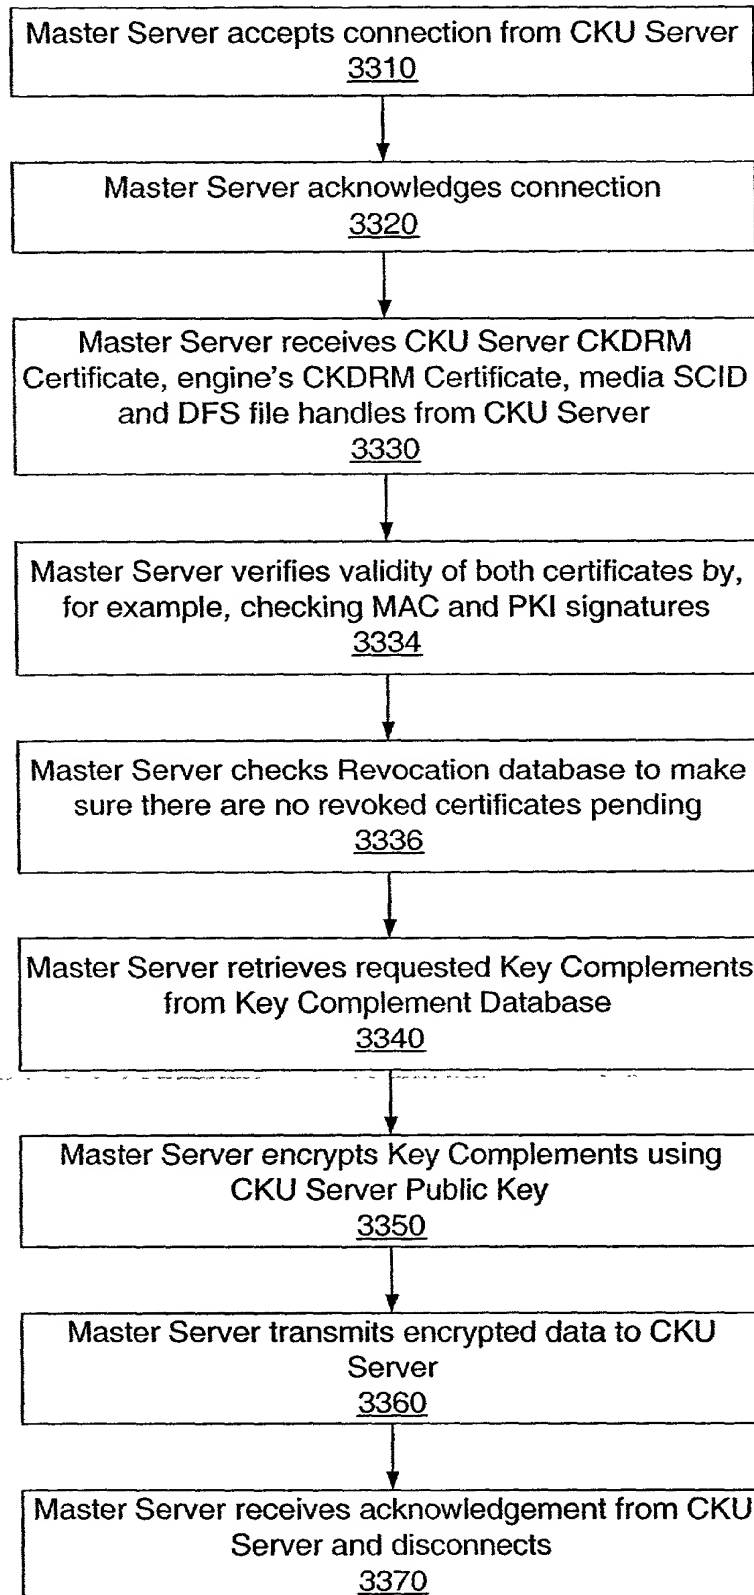 Master Server accepts connection from CKU Server
3310
Master Server acknowledges connection
3320
Master Server receives CKU Server CKDRM
Certificate, engine's CKDRM Certificate, media SCID
and DFS file handles from CKU Server
3330
Master Server verifies validity of both certificates by,
for example, checking MAC and PKI signatures
3334
Master Server checks Revocation database to make
sure there are no revoked certificates pending
3336
Master Server retrieves requested Key Complements
from Key Complement Database
3340
Master Server encrypts Key Complements using
CKU Server Public Key
3350
Master Server transmits encrypted data to CKU
Server
3360
Master Server receives acknowledgement from CKU
Server and disconnects
3370